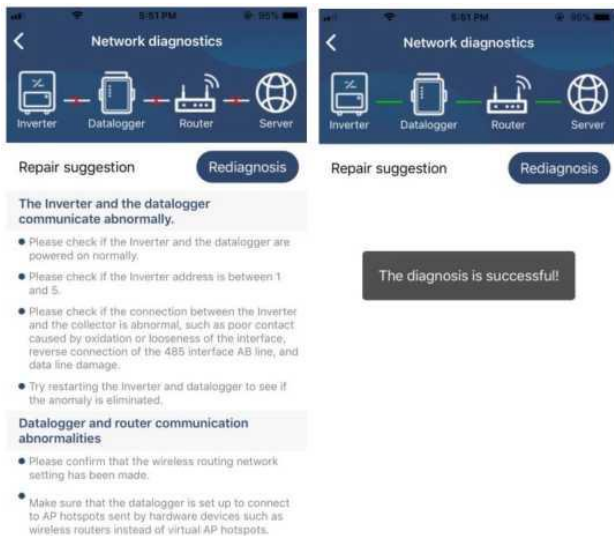 5:51 PM
95%
Network diagnostics
Inverter
Datalogger
Router
Server
Repair suggestion
Rediagnosis
The Inverter and the datalogger
communicate abnormally.
Please check if the Inverter and the datalogger are
powered on normally.
Please check if the Inverter address is between 1
and 5.
Please check if the connection between the Inverter
and the collector is abnormal, such as poor contact
caused by oxidation or looseness of the interface,
reverse connection of the 485 interface AB line, and
data line damage.
Try restarting the Inverter and datalogger to see if
the anomaly is eliminated.
Datalogger and router communication
abnormalities
Please confirm that the wireless routing network
setting has been made.
Make sure that the datalogger is set up to connect
to AP hotspots sent by hardware devices such as
wireless routers instead of virtual AP hotspots.
5:51 PM
95%
Network diagnostics
Inverter
Datalogger
Router
Server
Repair suggestion
Rediagnosis
The diagnosis is successful!